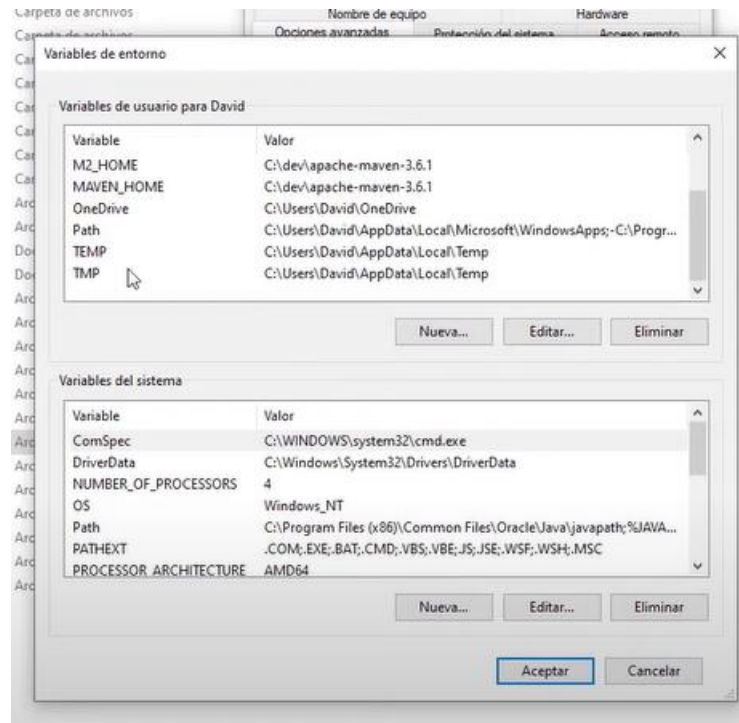 Carpeta de archivos
Nombre de equipo Hardware
Opciones avanzadas Protección del sistema Acceso remoto
Variables de entorno
Variables de usuario para David
Variable Valor
M2_HOME C:\dev\apache-maven-3.6.1
MAVEN_HOME C:\dev\apache-maven-3.6.1
OneDrive C:\Users\David\OneDrive
Path C:\Users\David\AppData\Local\Microsoft\WindowsApps;-C:\Progr...
TEMP C:\Users\David\AppData\Local\Temp
TMP C:\Users\David\AppData\Local\Temp
Nueva... Editar... Eliminar
Variables del sistema
Variable Valor
ComSpec C:\WINDOWS\system32\cmd.exe
DriverData C:\Windows\System32\Drivers\DriverData
NUMBER_OF_PROCESSORS 4
OS Windows_NT
Path C:\Program Files (x86)\Common Files\Oracle\Java\javapath;%JAVA...
PATHEXT .COM;.EXE;.BAT;.CMD;.VBS;.VBE;.JS;.JSE;.WSF;.WSH;.MSC
PROCESSOR_ARCHITECTURE AMD64
Nueva... Editar... Eliminar
Aceptar Cancelar